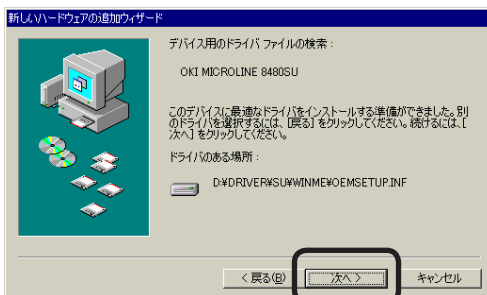 新しいハードウェアの追加ウィザード
デバイス用のドライバ ファイルの検索 :
OKI MICROLINE 8480SU
このデバイスに最適なドライバをインストールする準備ができました。別
のドライバを選択するには、[戻る] をクリックしてください。続けるには、[
次へ] をクリックしてください。
ドライバのある場所 :
D:¥DRIVER¥SU¥WINME¥OEMSETUP.INF
< 戻る(B)
次へ >
キャンセル